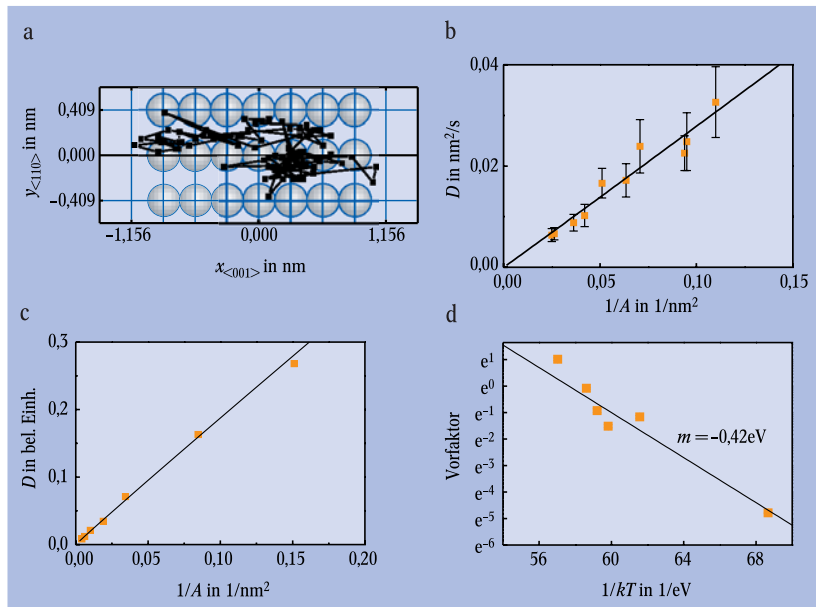 a
0,409
0,000
–0,409
y<110> in nm
–1,156
0,000
1,156
x<001> in nm
b
0,04
0,02
0,00
D in nm²/s
0,00
0,05
0,10
0,15
1/A in 1/nm²
c
0,3
0,2
0,1
0,0
D in bel. Einh.
0,00
0,05
0,10
0,15
0,20
1/A in 1/nm²
d
e¹
e⁰
e⁻¹
e⁻²
e⁻³
e⁻⁴
e⁻⁵
e⁻⁶
Vorfaktor
m = –0,42eV
56
60
64
68
1/kT in 1/eV